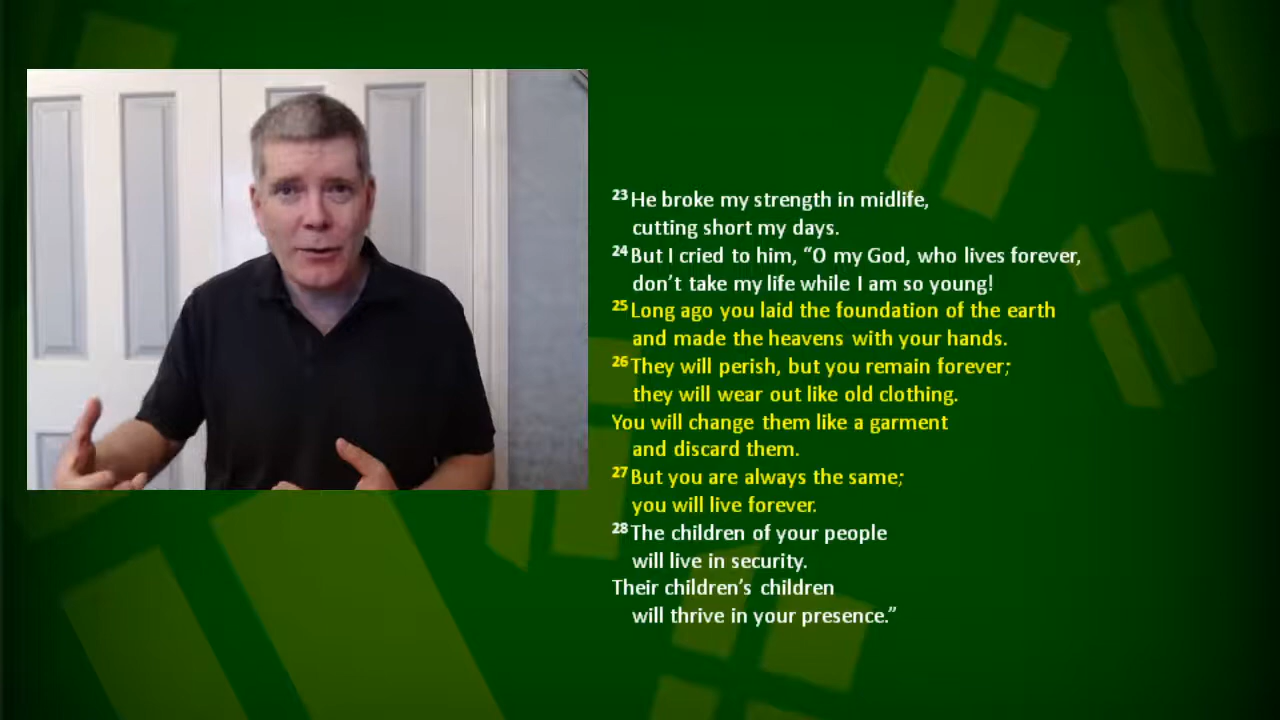 23 He broke my strength in midlife,
cutting short my days.
24 But I cried to him, “O my God, who lives forever,
don’t take my life while I am so young!
25 Long ago you laid the foundation of the earth
and made the heavens with your hands.
26 They will perish, but you remain forever;
they will wear out like old clothing.
You will change them like a garment
and discard them.
27 But you are always the same;
you will live forever.
28 The children of your people
will live in security.
Their children’s children
will thrive in your presence.”